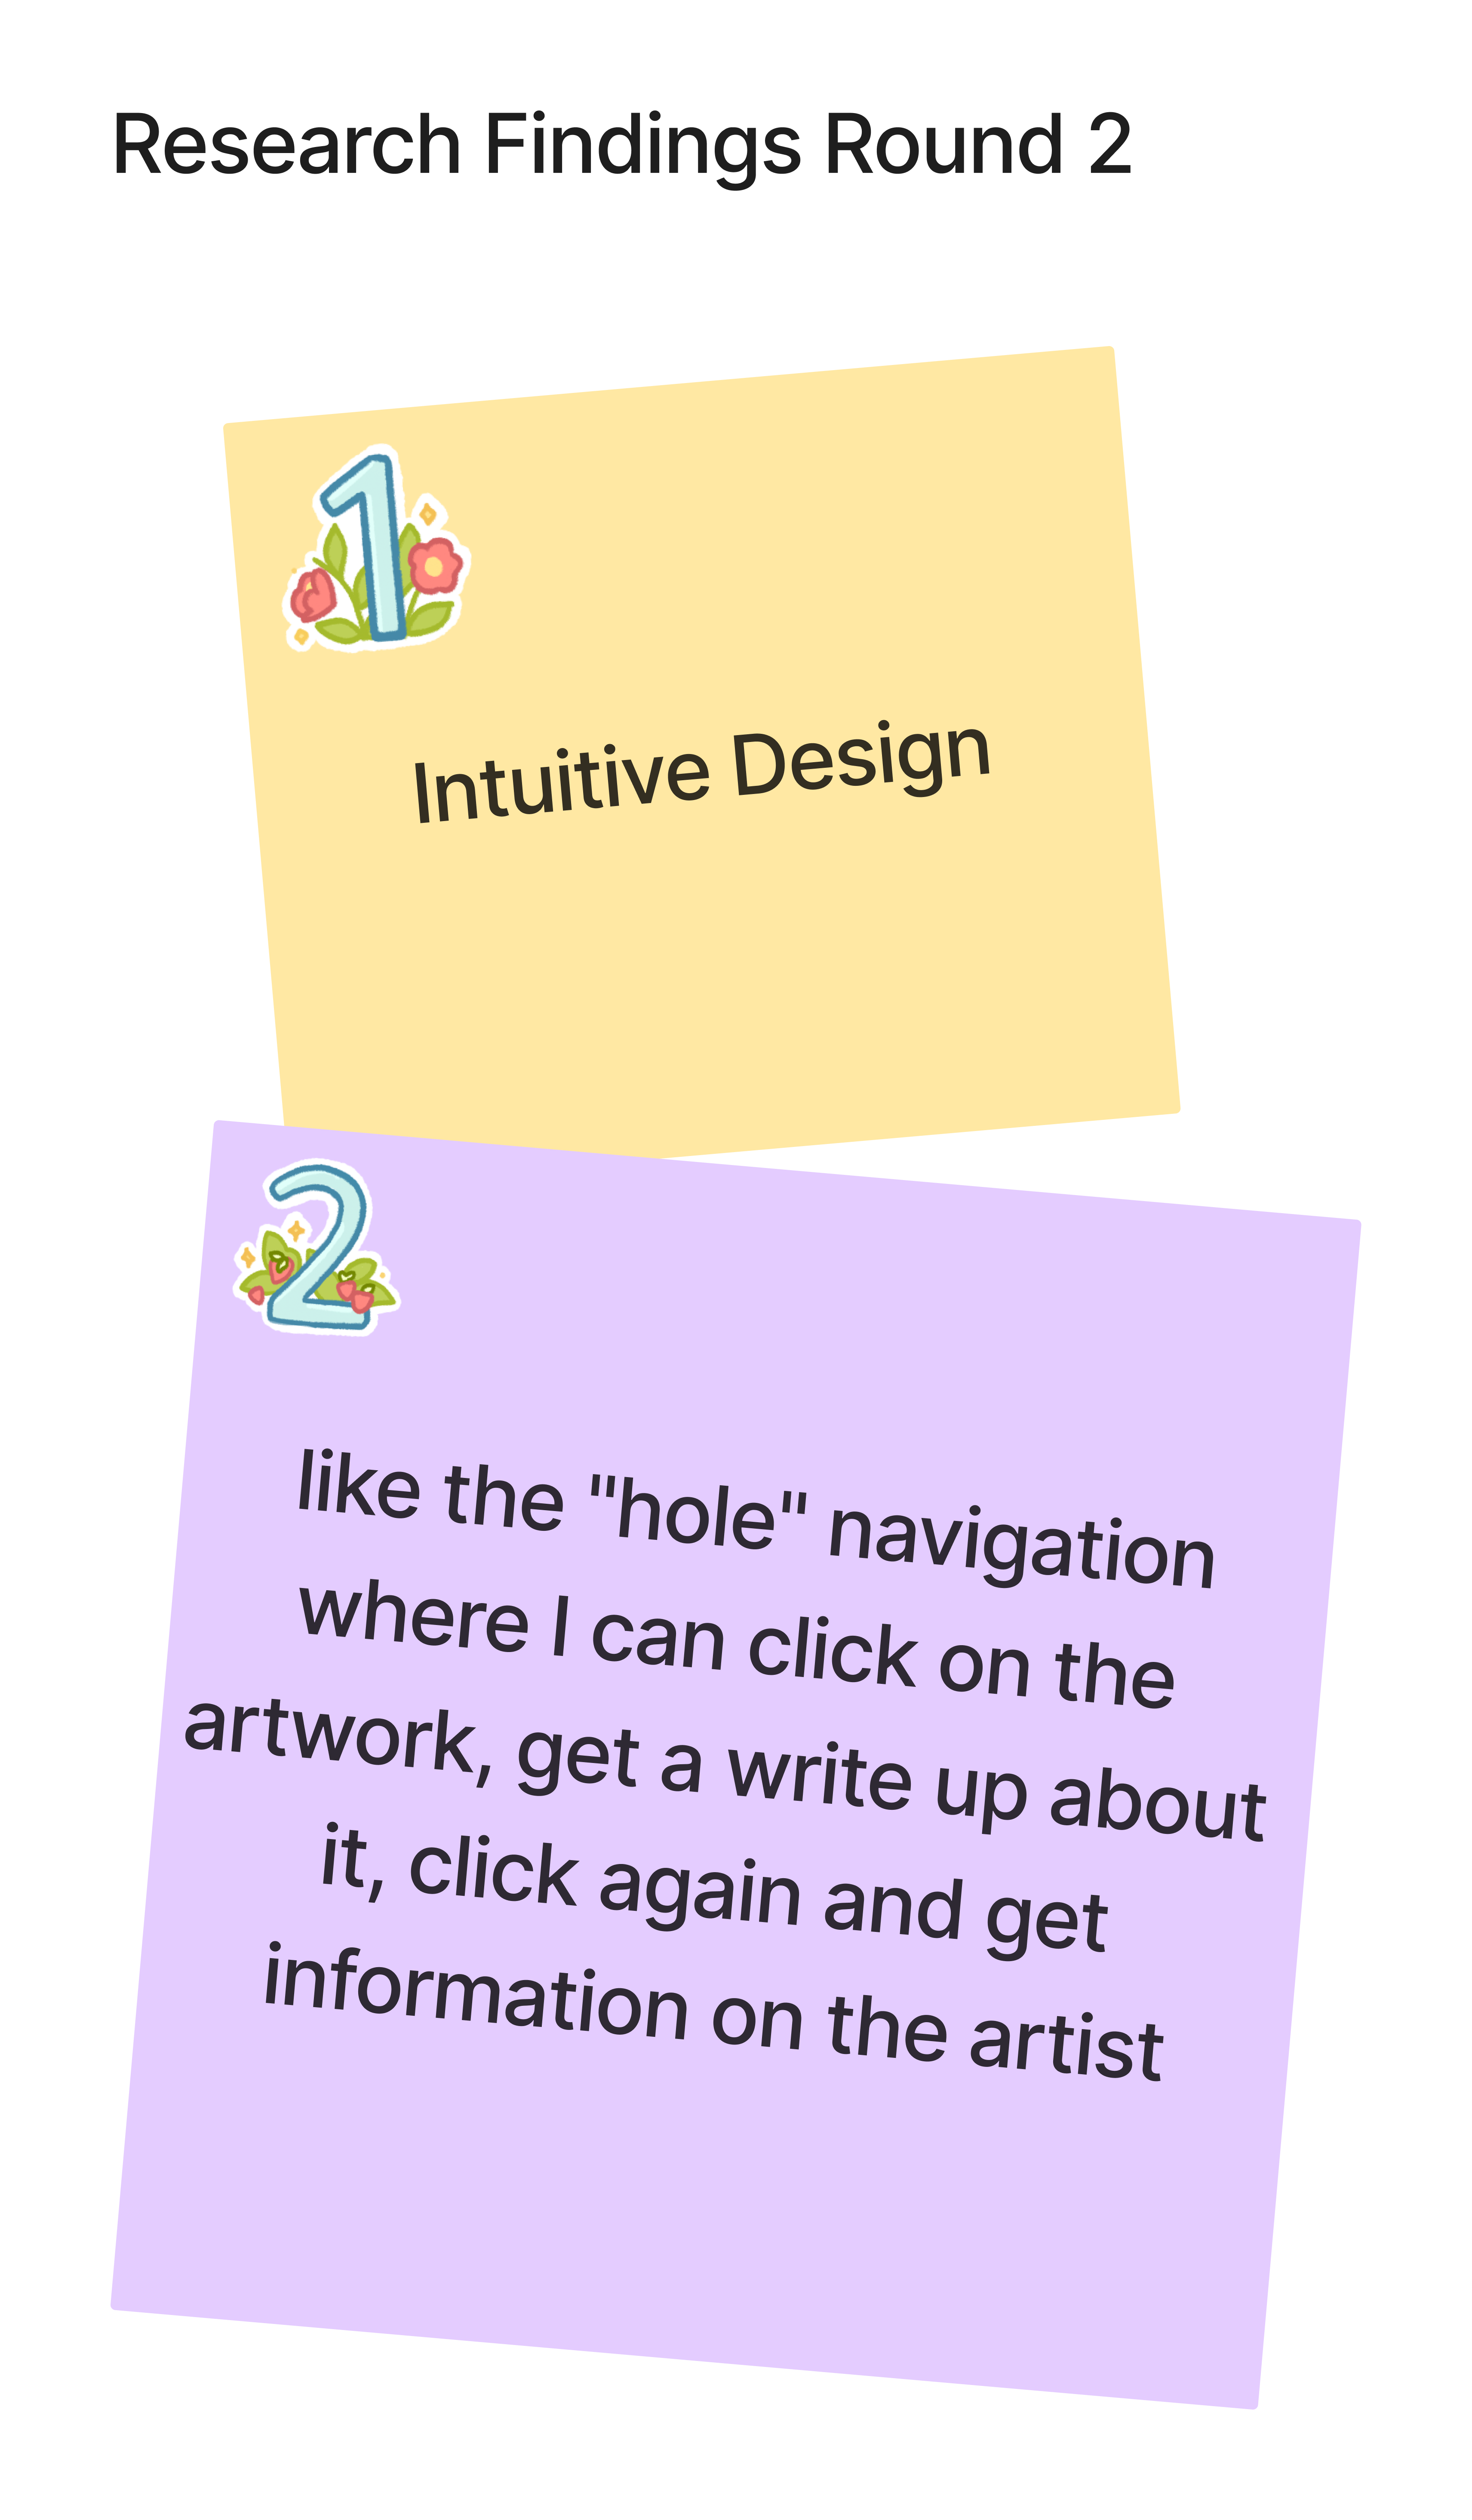 Research Findings Round 2
1
Intuitive Design
2
like the "hole" navigation
where I can click on the
artwork, get a write up about
it, click again and get
information on the artist